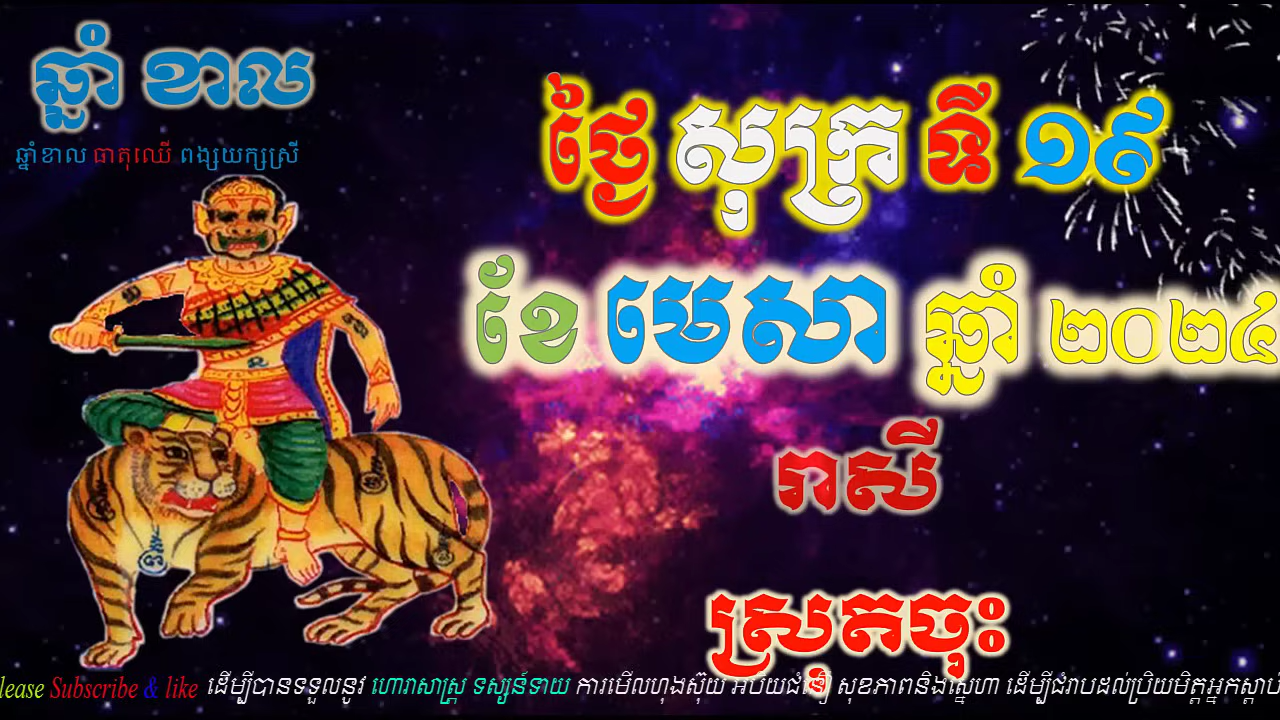 ឆ្នាំ ខាល
ឆ្នាំខាល ធាតុឈើ ពង្សយក្សស្រី
ថ្ងៃ សុក្រ ទី ១៩
ខែ មេសា ឆ្នាំ ២០២៤
រាសី
ស្រុតចុះ
lease Subscribe & like ដើម្បីបានទទួលនូវ ហោរាសាស្ត្រ ទស្សន៍ទាយ ការមើលហុងស៊ុយ សុខភាពនិងស្នេហា ដើម្បីជំរាបដល់ប្រិយមិត្តអ្នកស្តាប់